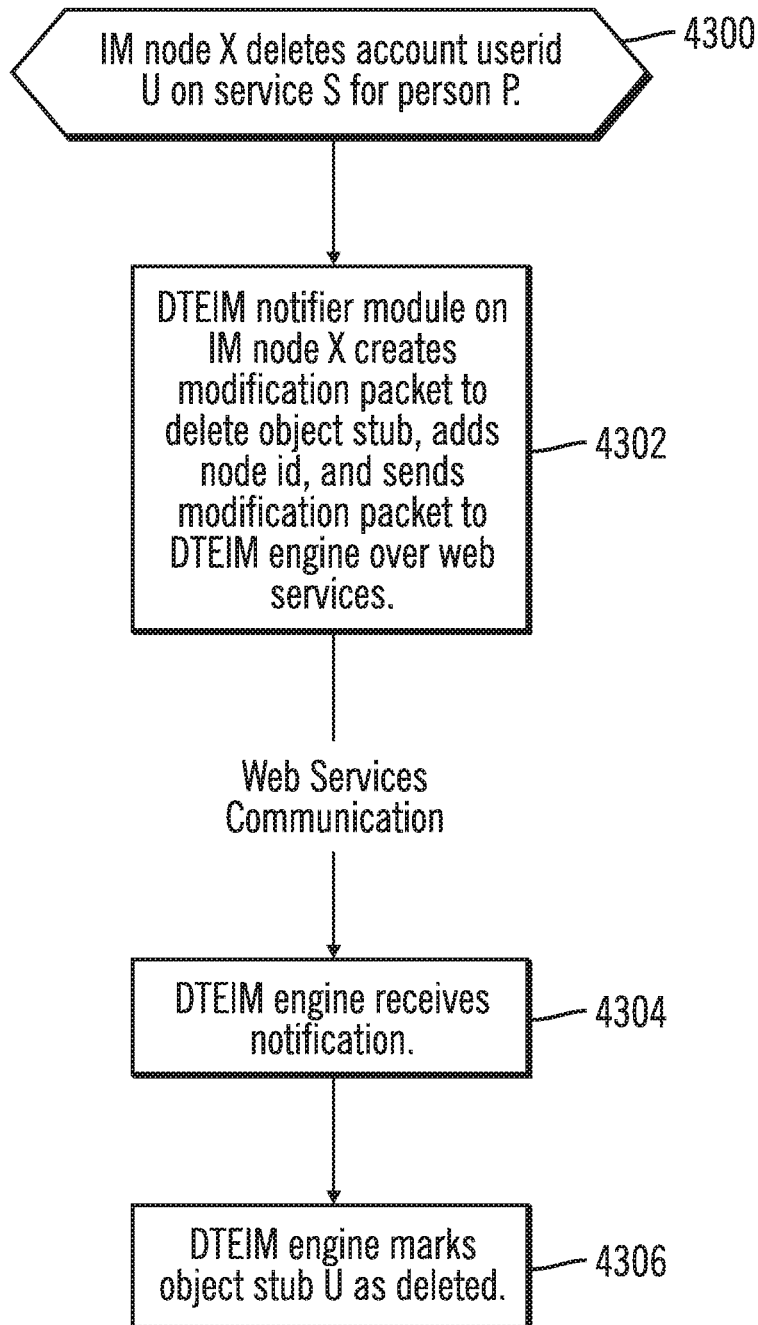 IM node X deletes account userid
U on service S for person P.
4300
DTEIM notifier module on
IM node X creates
modification packet to
delete object stub, adds
node id, and sends
modification packet to
DTEIM engine over web
services.
4302
Web Services
Communication
DTEIM engine receives
notification.
4304
DTEIM engine marks
object stub U as deleted.
4306